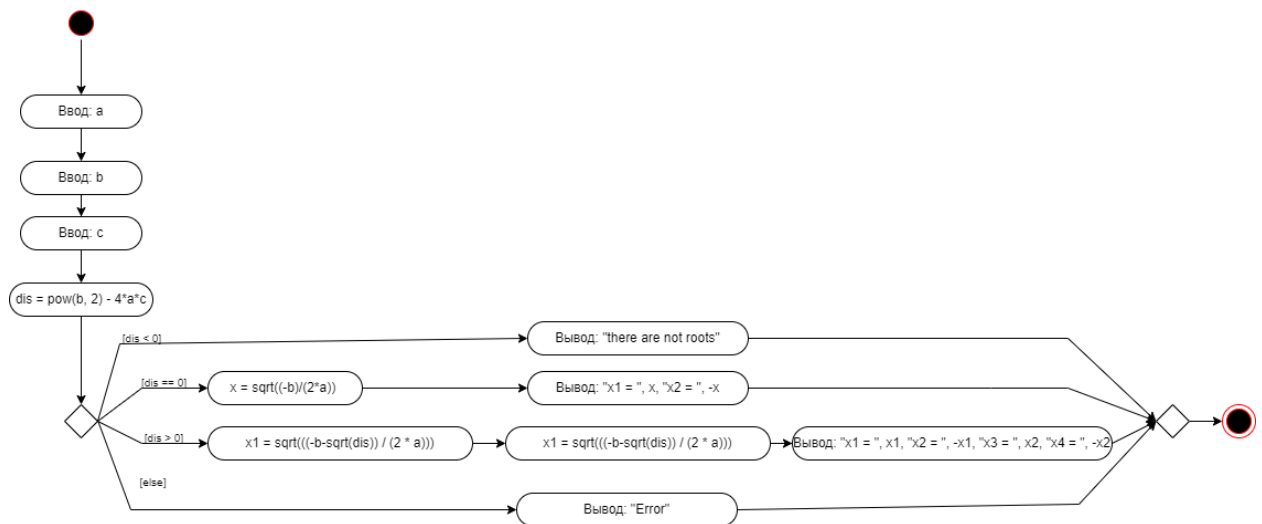 Ввод: a
Ввод: b
Ввод: c
dis = pow(b, 2) - 4*a*c
[dis < 0]
Вывод: "there are not roots"
[dis == 0]
x = sqrt((-b)/(2*a))
Вывод: "x1 = ", x, "x2 = ", -x
[dis > 0]
x1 = sqrt(((-b-sqrt(dis)) / (2 * a)))
x1 = sqrt(((-b-sqrt(dis)) / (2 * a)))
Вывод: "x1 = ", x1, "x2 = ", -x1, "x3 = ", x2, "x4 = ", -x2
[else]
Вывод: "Error"